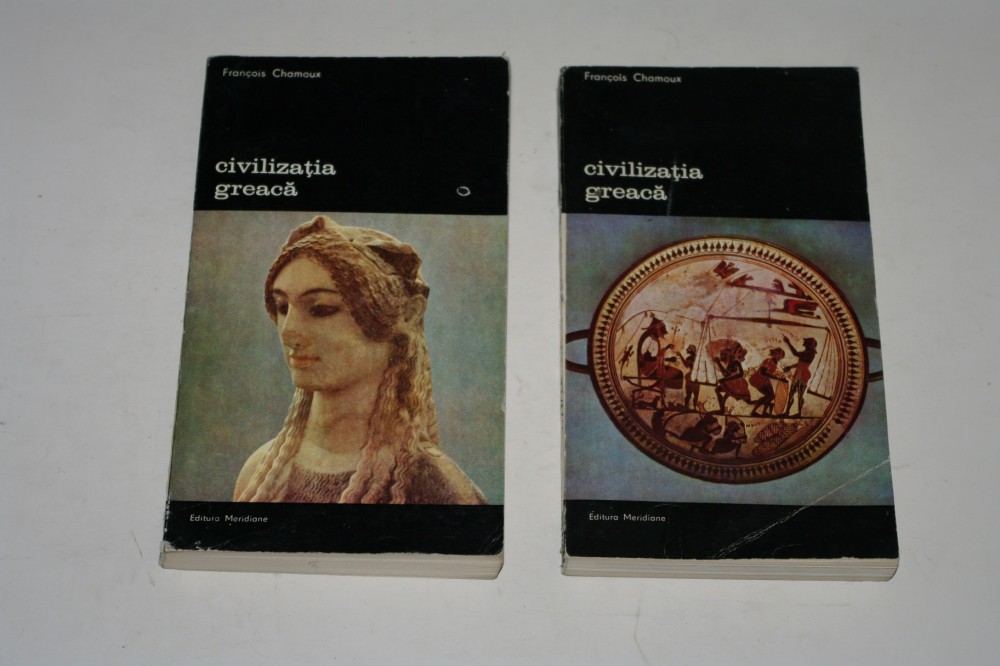 François Chamoux
civilizația
greacă
Editura Meridiane
François Chamoux
civilizația
greacă
Editura Meridiane